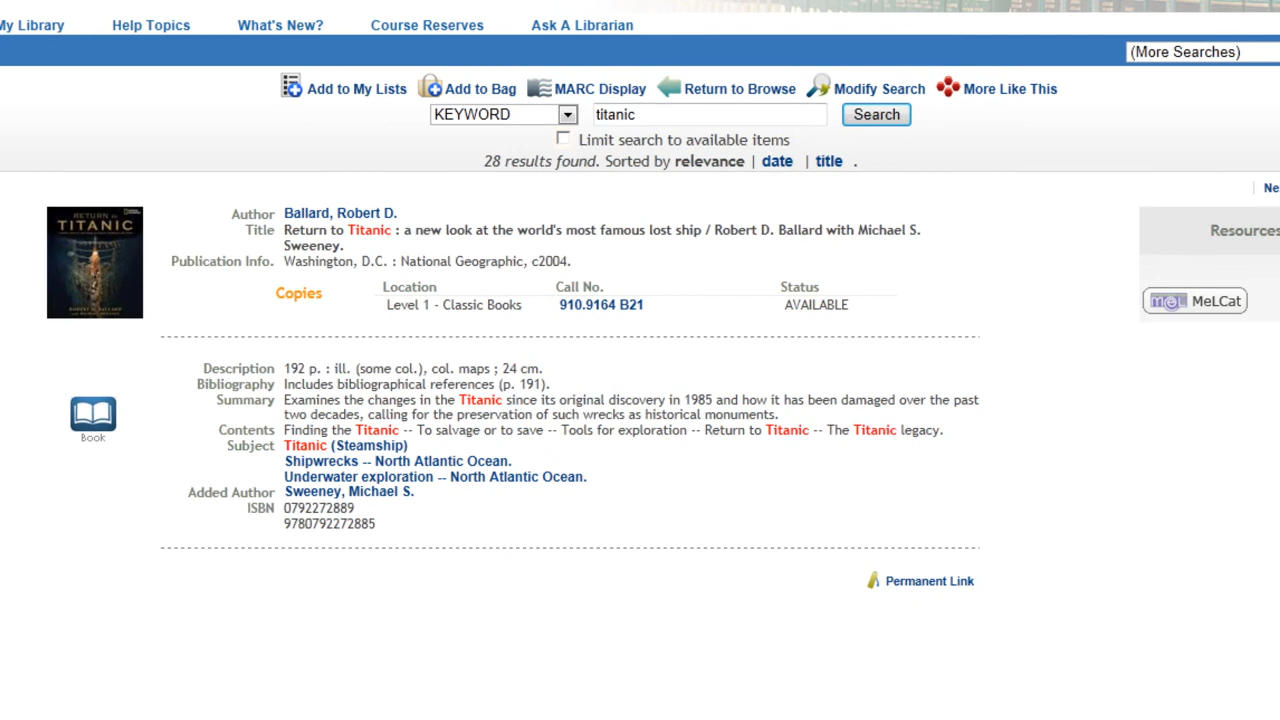 My Library Help Topics What's New? Course Reserves Ask A Librarian
(More Searches)
Add to My Lists Add to Bag MARC Display Return to Browse Modify Search More Like This
KEYWORD titanic Search
Limit search to available items
28 results found. Sorted by relevance | date | title .
Ne
Resources
MeL MeLCat
RETURN TO
TITANIC
Author Ballard, Robert D.
Title Return to Titanic : a new look at the world's most famous lost ship / Robert D. Ballard with Michael S.
Sweeney.
Publication Info. Washington, D.C. : National Geographic, c2004.
Copies Location Call No. Status
Level 1 - Classic Books 910.9164 B21 AVAILABLE
Description 192 p. : ill. (some col.), col. maps ; 24 cm.
Bibliography Includes bibliographical references (p. 191).
Summary Examines the changes in the Titanic since its original discovery in 1985 and how it has been damaged over the past
two decades, calling for the preservation of such wrecks as historical monuments.
Contents Finding the Titanic -- To salvage or to save -- Tools for exploration -- Return to Titanic -- The Titanic legacy.
Subject Titanic (Steamship)
Shipwrecks -- North Atlantic Ocean.
Underwater exploration -- North Atlantic Ocean.
Added Author Sweeney, Michael S.
ISBN 0792272889
9780792272885
Book
Permanent Link